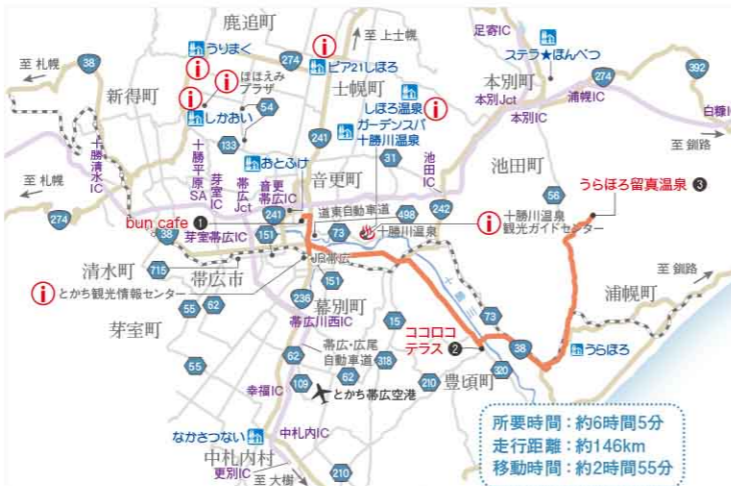 鹿追町
至 上士幌
足寄IC
ステラ★ほんべつ
うりまく
274
ピア21しほろ
士幌町
本別町
392
至 札幌
38
新得町
ほほえみ
プラザ
54
しほろ温泉
本別Jct
浦幌IC
274
白糠IC
しかおい
ガーデンスパ
十勝川温泉
本別IC
至 釧路
133
241
おとふけ
31
池田IC
池田町
十勝清水IC
十勝平原SA
芽室IC
帯広Jct
音更帯広IC
音更町
56
うらほろ留真温泉 3
至 札幌
274
bun cafe 1
241
道東自動車道
498
242
十勝川温泉
観光ガイドセンター
38
芽室帯広IC
151
73
十勝川温泉
至 釧路
清水町
715
帯広市
JR帯広
浦幌町
とかち観光情報センター
151
幕別町
236
十勝川
73
55
62
帯広川西IC
15
芽室町
ココロコ
テラス 2
38
うらほろ
帯広・広尾
自動車道
318
62
55
62
320
109
とかち帯広空港
210
豊頃町
幸福IC
なかさつない
中札内IC
中札内村
更別IC
至 大樹
210
所要時間：約6時間5分
走行距離：約146km
移動時間：約2時間55分